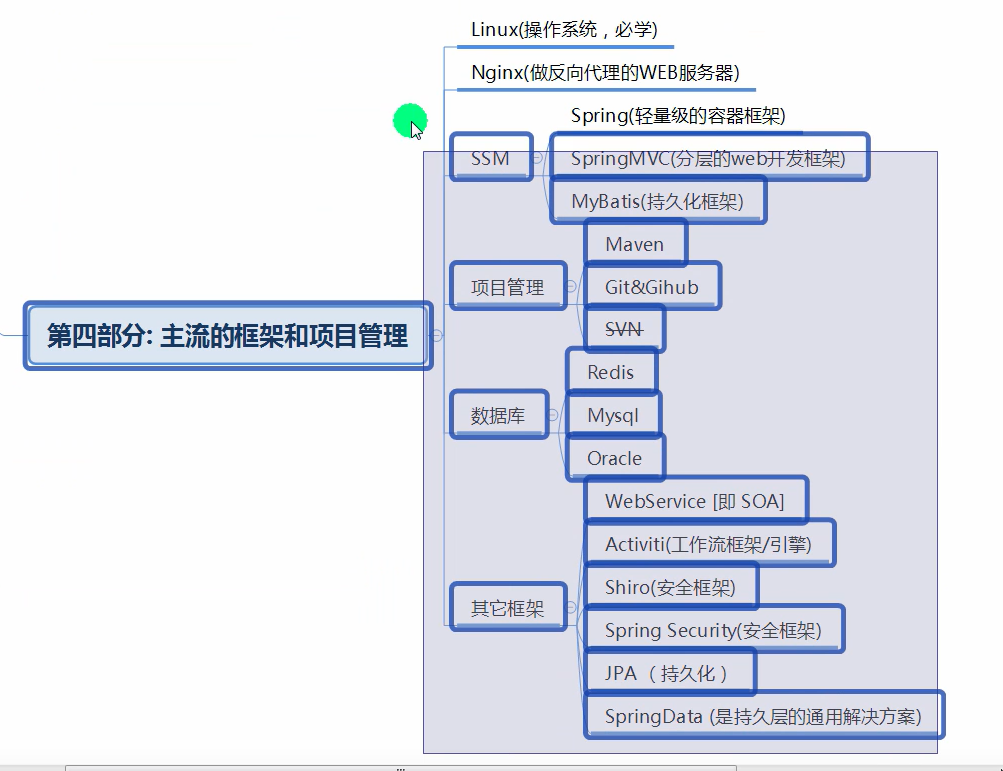 Linux(操作系统，必学)
Nginx(做反向代理的WEB服务器)
Spring(轻量级的容器框架)
SSM
SpringMVC(分层的web开发框架)
MyBatis(持久化框架)
Maven
项目管理
Git&Gihub
SVN
第四部分: 主流的框架和项目管理
Redis
数据库
Mysql
Oracle
WebService [即 SOA]
Activiti(工作流框架/引擎)
Shiro(安全框架)
其它框架
Spring Security(安全框架)
JPA （ 持久化 ）
SpringData (是持久层的通用解决方案)